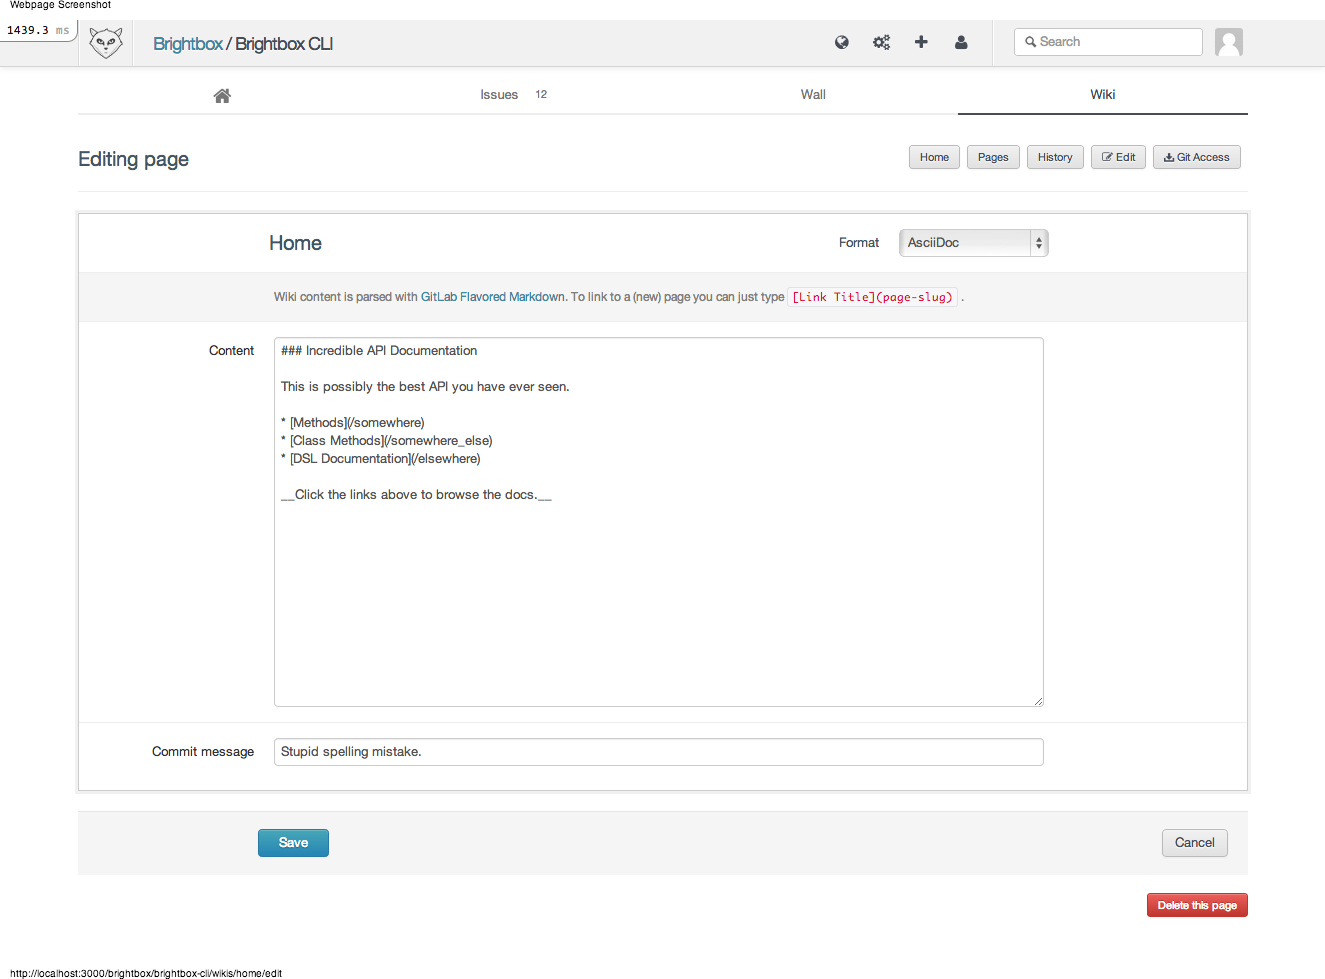 Webpage Screenshot
1439.3 ms
Brightbox / Brightbox CLI
Search
Issues 12
Wall
Wiki
Editing page
Home
Pages
History
Edit
Git Access
Home
Format
AsciiDoc
Wiki content is parsed with GitLab Flavored Markdown. To link to a (new) page you can just type [Link Title](page-slug) .
Content
### Incredible API Documentation
This is possibly the best API you have ever seen.
* [Methods](/somewhere)
* [Class Methods](/somewhere_else)
* [DSL Documentation](/elsewhere)
__Click the links above to browse the docs.__
Commit message
Stupid spelling mistake.
Save
Cancel
Delete this page
http://localhost:3000/brightbox/brightbox-cli/wikis/home/edit